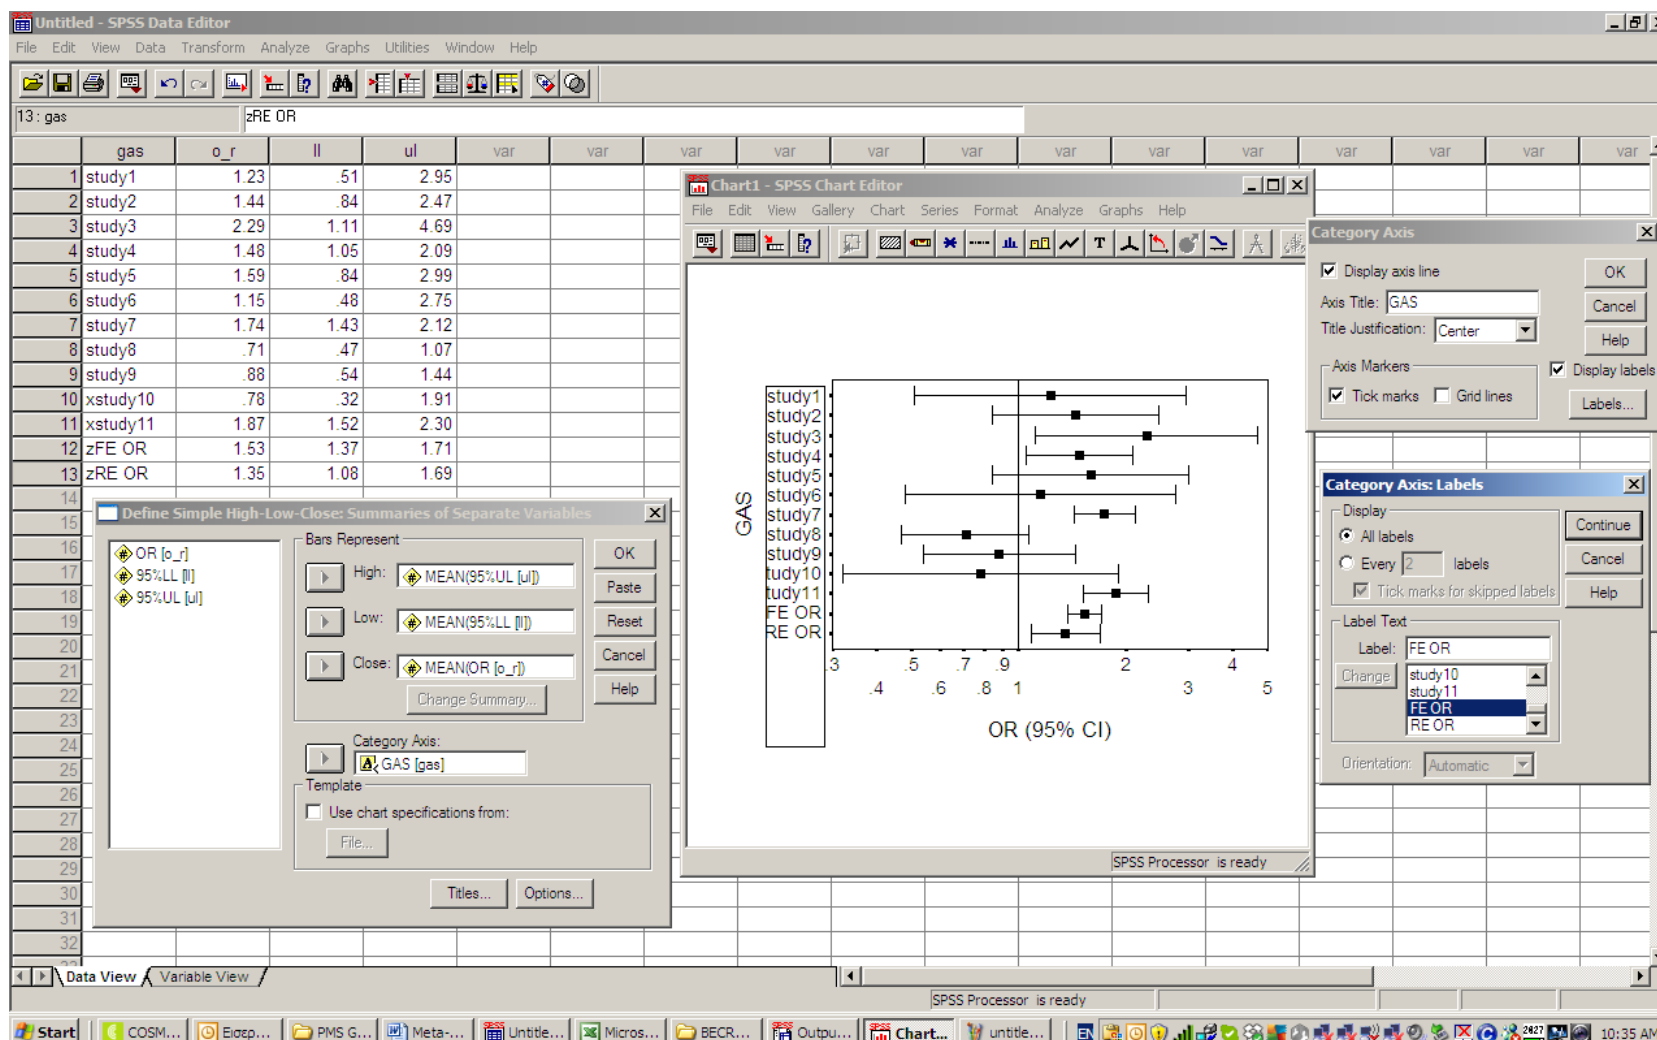 Untitled - SPSS Data Editor
File Edit View Data Transform Analyze Graphs Utilities Window Help
13 : gas zRE OR
gas o_r ll ul var var var var var var var var var var var var var
1 study1 1.23 .51 2.95
2 study2 1.44 .84 2.47
3 study3 2.29 1.11 4.69
4 study4 1.48 1.05 2.09
5 study5 1.59 .84 2.99
6 study6 1.15 .48 2.75
7 study7 1.74 1.43 2.12
8 study8 .71 .47 1.07
9 study9 .88 .54 1.44
10 xstudy10 .78 .32 1.91
11 xstudy11 1.87 1.52 2.30
12 zFE OR 1.53 1.37 1.71
13 zRE OR 1.35 1.08 1.69
14
15
16
17
18
19
20
21
22
23
24
25
26
27
28
29
30
31
32
Define Simple High-Low-Close: Summaries of Separate Variables
OR [o_r]
95%LL [ll]
95%UL [ul]
Bars Represent
High: MEAN(95%UL [ul])
Low: MEAN(95%LL [ll])
Close: MEAN(OR [o_r])
Change Summary...
Category Axis:
GAS [gas]
Template
Use chart specifications from:
File...
Titles... Options...
OK
Paste
Reset
Cancel
Help
Chart1 - SPSS Chart Editor
File Edit View Gallery Chart Series Format Analyze Graphs Help
GAS
study1
study2
study3
study4
study5
study6
study7
study8
study9
tudy10
tudy11
FE OR
RE OR
.3 .5 .7 .9 2 4
.4 .6 .8 1 3 5
OR (95% CI)
SPSS Processor is ready
Category Axis
Display axis line
Axis Title: GAS
Title Justification: Center
Axis Markers
Tick marks Grid lines
OK
Cancel
Help
Display labels
Labels...
Category Axis: Labels
Display
All labels
Every 2 labels
Tick marks for skipped labels
Label Text
Label: FE OR
Change
study10
study11
FE OR
RE OR
Orientation: Automatic
Continue
Cancel
Help
Data View Variable View
SPSS Processor is ready
Start COSM... Εισερ... PMS G... Meta-... Untitle... Micros... BECR... Outpu... Chart... untitle... EN 10:35 AM